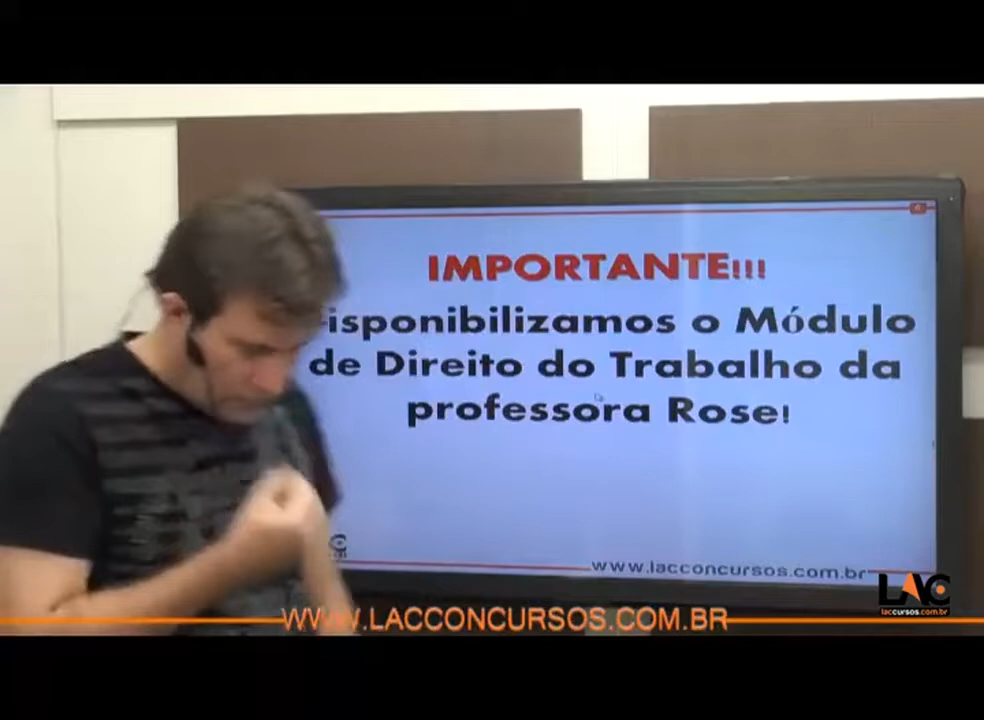 IMPORTANTE!!!
isponibilizamos o Módulo
de Direito do Trabalho da
professora Rose!
www.lacconcursos.com.br
LAC
lacconcursos.com.br
WWW.LACCONCURSOS.COM.BR